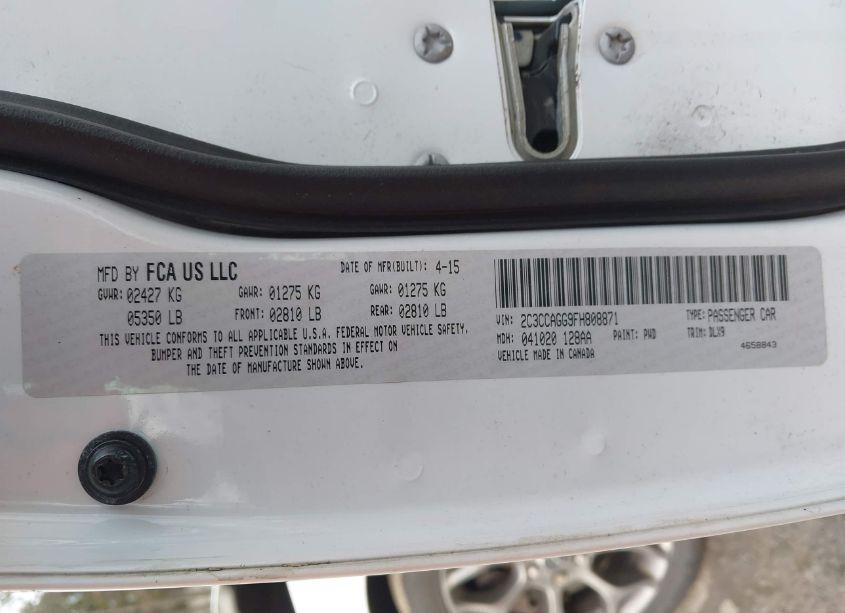 MFD BY FCA US LLC
DATE OF MFR(BUILT): 4-15
GVWR: 02427 KG
GAWR: 01275 KG
GAWR: 01275 KG
05350 LB
FRONT: 02810 LB
REAR: 02810 LB
THIS VEHICLE CONFORMS TO ALL APPLICABLE U.S.A. FEDERAL MOTOR VEHICLE SAFETY,
BUMPER AND THEFT PREVENTION STANDARDS IN EFFECT ON
THE DATE OF MANUFACTURE SHOWN ABOVE.
VIN: 2C3CCAGG9FH808871
TYPE: PASSENGER CAR
MDH: 041020 128AA
PAINT: PWD
TRIM: DLX9
VEHICLE MADE IN CANADA
4658843